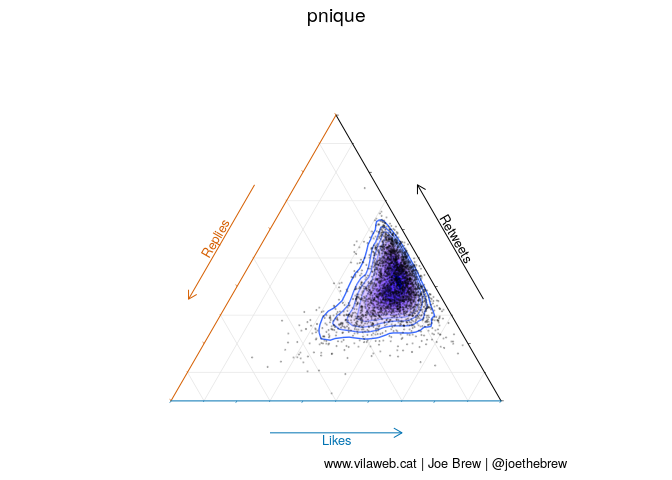 pnique
Replies
Retweets
Likes
www.vilaweb.cat | Joe Brew | @joethebrew